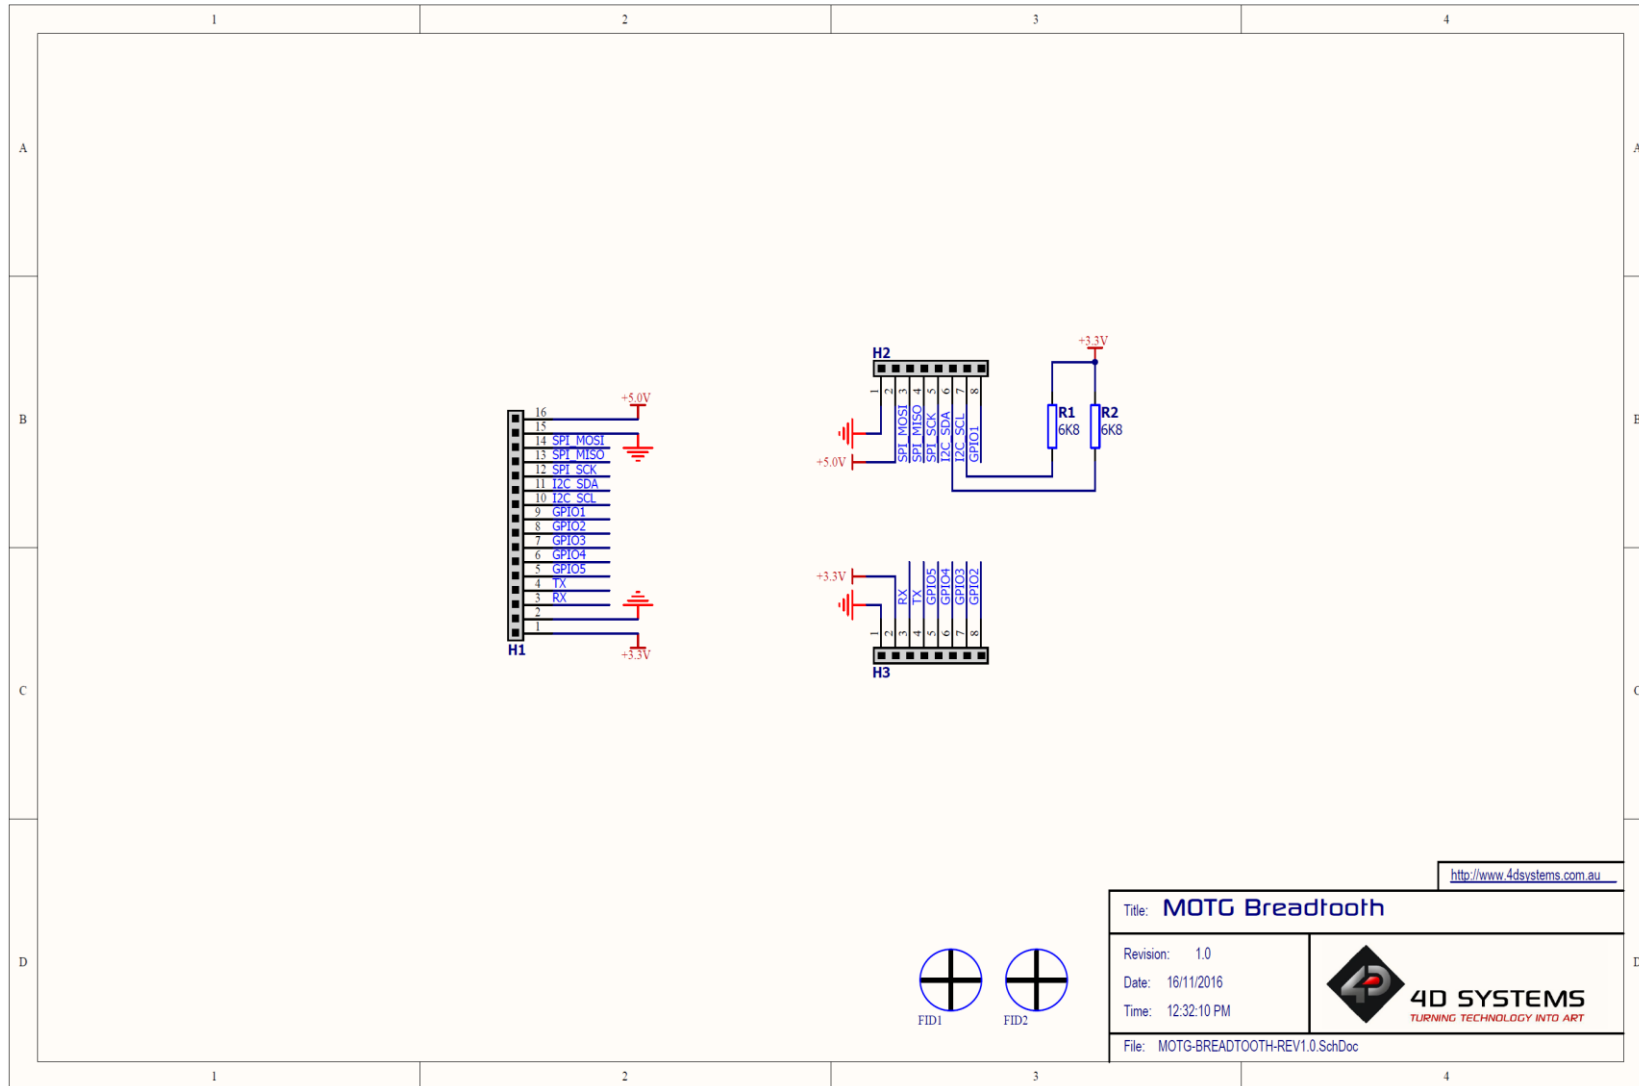 1 2 3 4
A A
+3.3V
H2
1 2 3 4 5 6 7 8
SPI_MOSI
SPI_MISO
SPI_SCK
I2C_SDA
I2C_SCL
GPIO1
+5.0V
R1 R2
6K8 6K8
B B
+5.0V
16
15
14 SPI_MOSI
13 SPI_MISO
12 SPI_SCK
11 I2C_SDA
10 I2C_SCL
9 GPIO1
8 GPIO2
7 GPIO3
6 GPIO4
5 GPIO5
4 TX
3 RX
2
1
H1
+3.3V
+3.3V
RX
TX
GPIO5
GPIO4
GPIO3
GPIO2
1 2 3 4 5 6 7 8
H3
C C
http://www.4dsystems.com.au
Title: MOTG Breadtooth
Revision: 1.0
Date: 16/11/2016
Time: 12:32:10 PM
4D
4D SYSTEMS
TURNING TECHNOLOGY INTO ART
File: MOTG-BREADTOOTH-REV1.0.SchDoc
D D
FID1 FID2
1 2 3 4